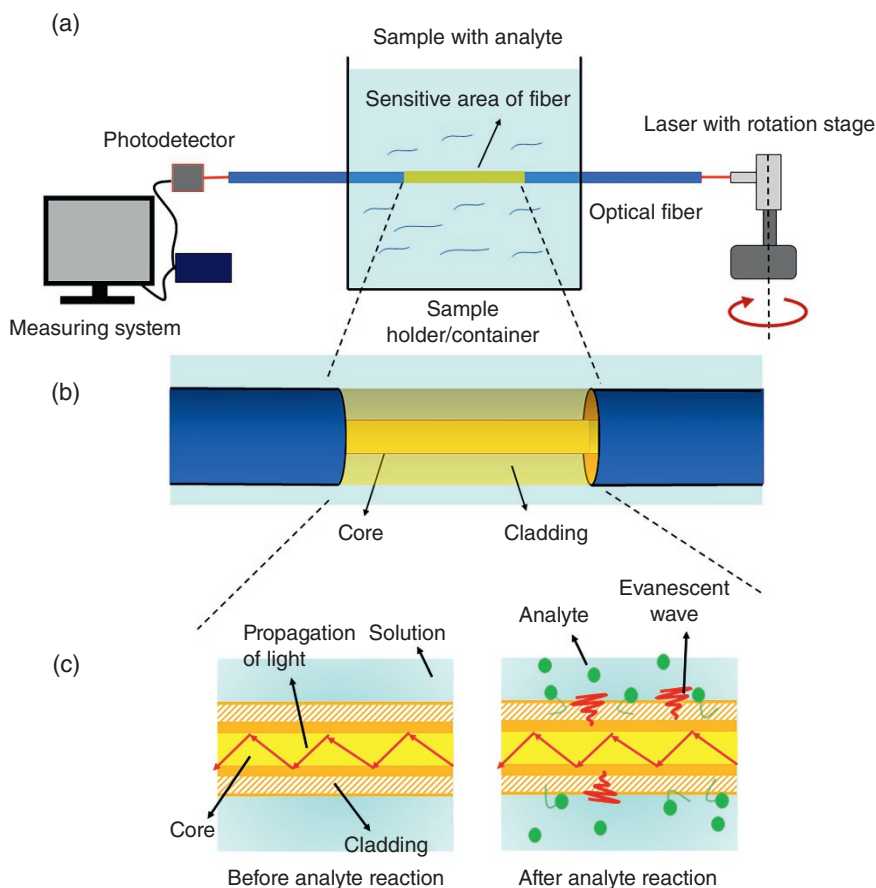 (a)
Sample with analyte
Sensitive area of fiber
Laser with rotation stage
Photodetector
Optical fiber
Measuring system
Sample
holder/container
(b)
Core
Cladding
(c)
Propagation
of light
Solution
Analyte
Evanescent
wave
Core
Cladding
Before analyte reaction
After analyte reaction